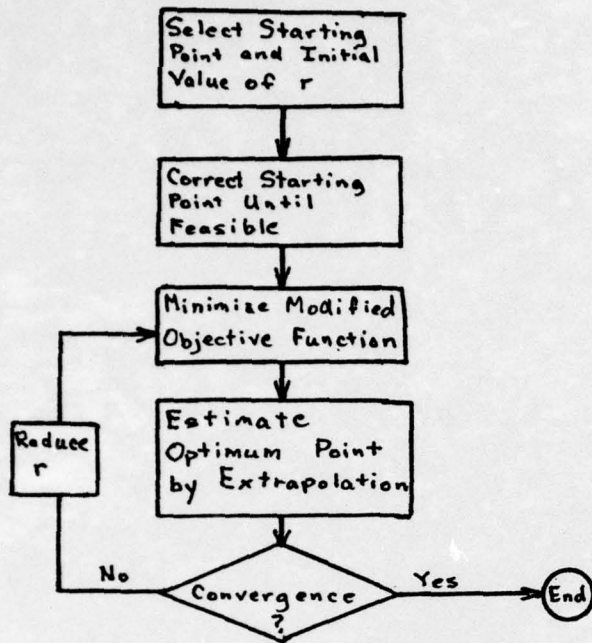 Select Starting
Point and Initial
Value of r
Correct Starting
Point Until
Feasible
Minimize Modified
Objective Function
Estimate
Optimum Point
by Extrapolation
Reduce
r
No
Convergence
?
Yes
End